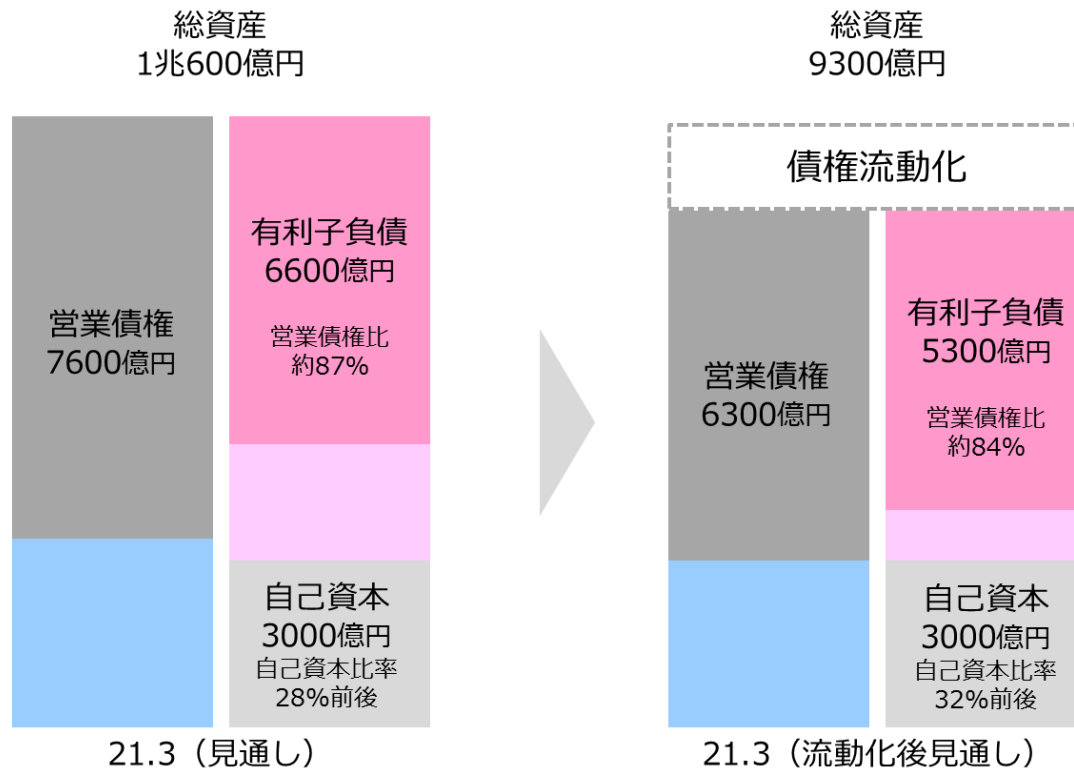 総資産
1兆600億円
営業債権
7600億円
有利子負債
6600億円
営業債権比
約87%
自己資本
3000億円
自己資本比率
28%前後
21.3（見通し）
総資産
9300億円
債権流動化
営業債権
6300億円
有利子負債
5300億円
営業債権比
約84%
自己資本
3000億円
自己資本比率
32%前後
21.3（流動化後見通し）